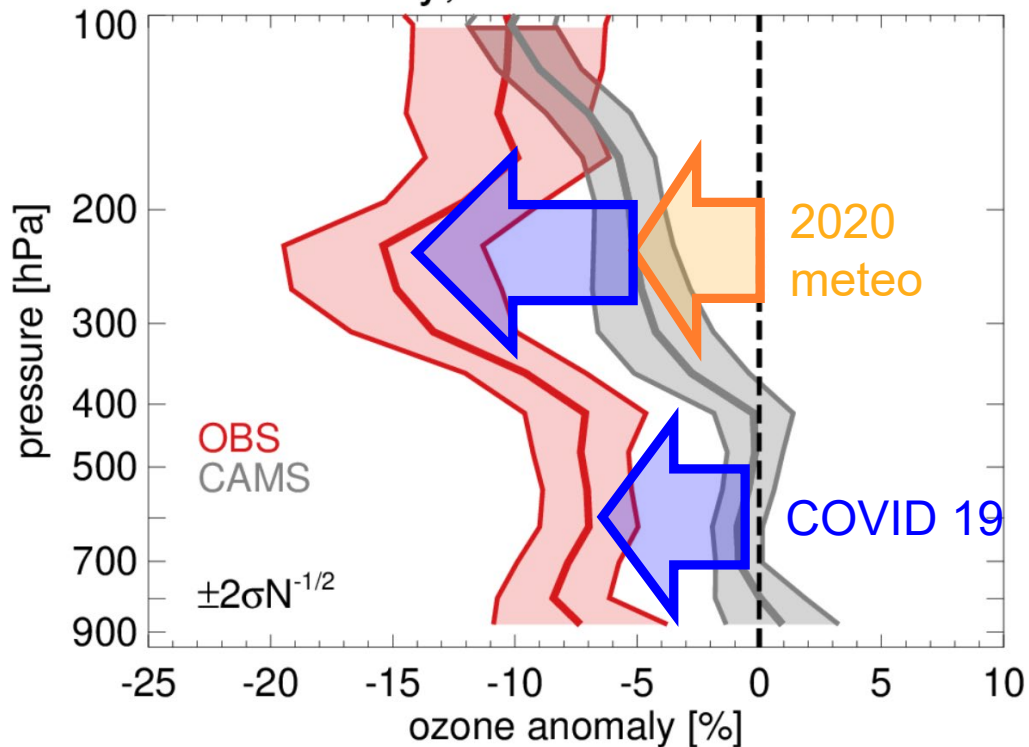 100
200
300
400
500
700
900
pressure [hPa]
OBS
CAMS
±2σN-1/2
2020
meteo
COVID 19
-25 -20 -15 -10 -5 0 5 10
ozone anomaly [%]